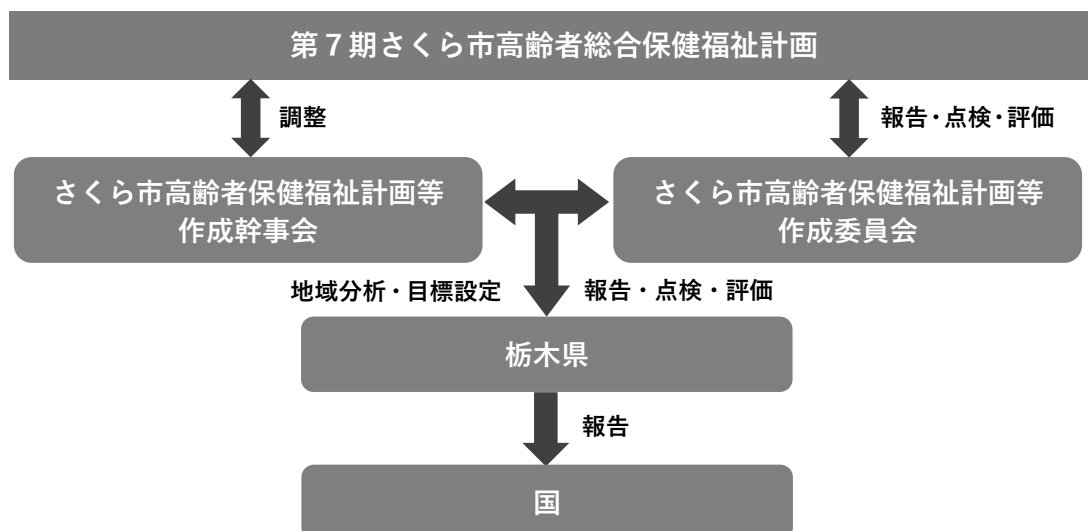 第７期さくら市高齢者総合保健福祉計画
調整
報告・点検・評価
さくら市高齢者保健福祉計画等
作成幹事会
さくら市高齢者保健福祉計画等
作成委員会
地域分析・目標設定
報告・点検・評価
栃木県
報告
国